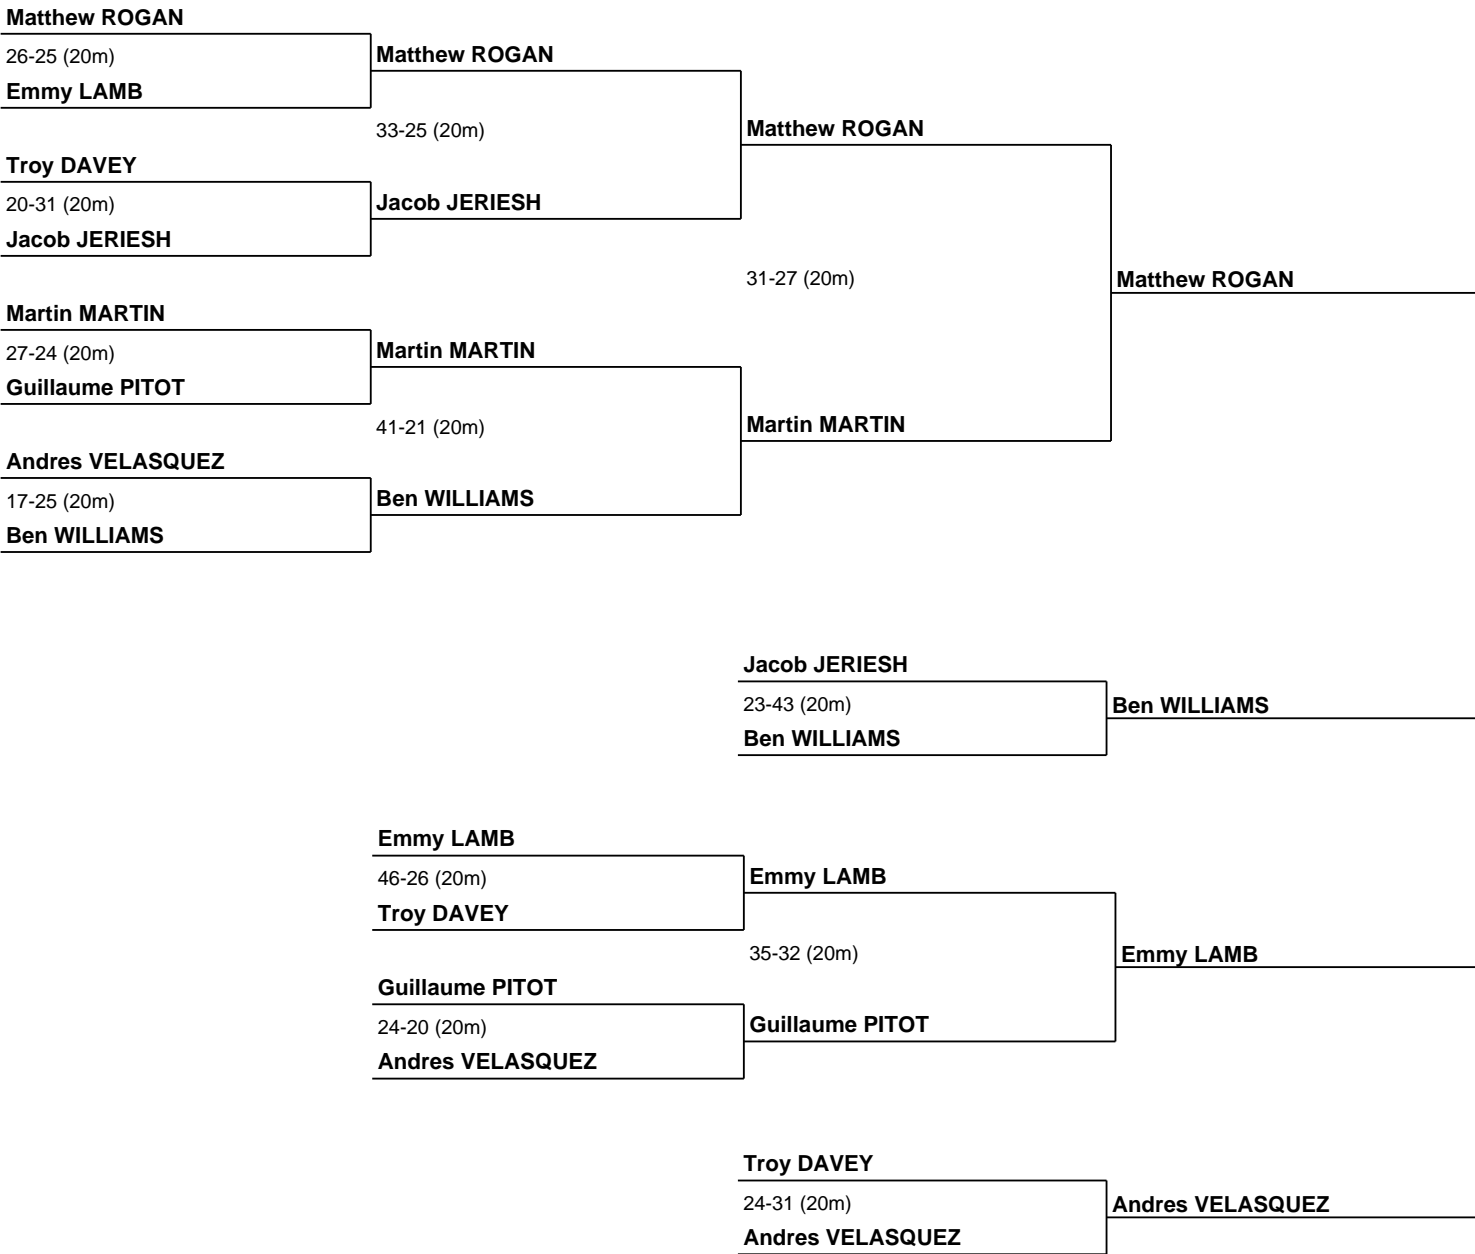 Matthew ROGAN
26-25 (20m)
Matthew ROGAN
Emmy LAMB
33-25 (20m)
Matthew ROGAN
Troy DAVEY
20-31 (20m)
Jacob JERIESH
Jacob JERIESH
31-27 (20m)
Matthew ROGAN
Martin MARTIN
27-24 (20m)
Martin MARTIN
Guillaume PITOT
41-21 (20m)
Martin MARTIN
Andres VELASQUEZ
17-25 (20m)
Ben WILLIAMS
Ben WILLIAMS
Jacob JERIESH
23-43 (20m)
Ben WILLIAMS
Ben WILLIAMS
Emmy LAMB
46-26 (20m)
Emmy LAMB
Troy DAVEY
35-32 (20m)
Emmy LAMB
Guillaume PITOT
24-20 (20m)
Guillaume PITOT
Andres VELASQUEZ
Troy DAVEY
24-31 (20m)
Andres VELASQUEZ
Andres VELASQUEZ